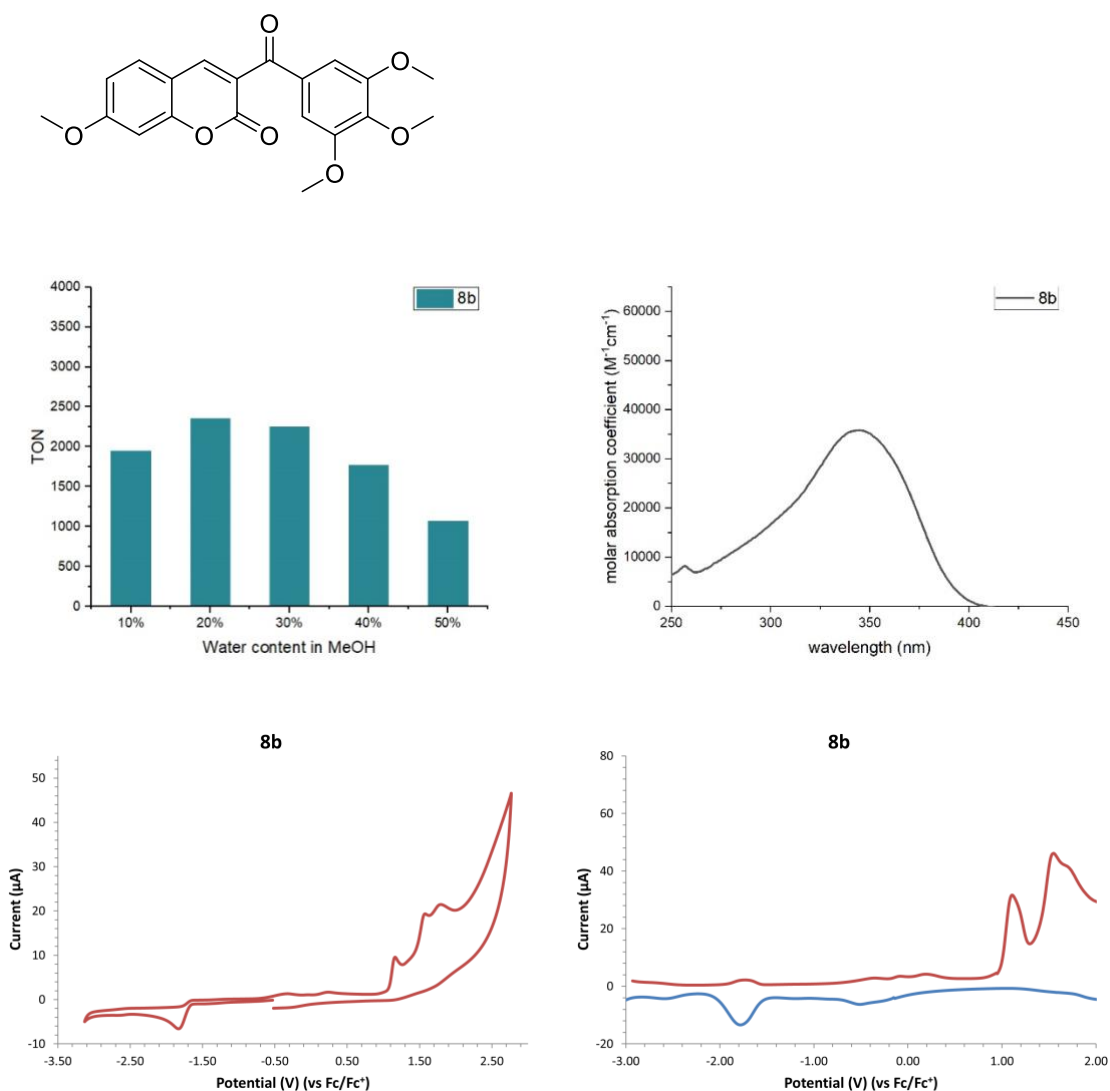 O
O
O
O
O
O
O
O
8b
4000
3500
3000
2500
2000
1500
1000
500
0
TON
10% 20% 30% 40% 50%
Water content in MeOH
8b
60000
50000
40000
30000
20000
10000
0
molar absorption coefficient (M⁻¹cm⁻¹)
250 300 350 400 450
wavelength (nm)
8b
50
40
30
20
10
0
-10
Current (µA)
-3.50 -2.50 -1.50 -0.50 0.50 1.50 2.50
Potential (V) (vs Fc/Fc⁺)
8b
80
60
40
20
0
-20
Current (µA)
-3.00 -2.00 -1.00 0.00 1.00 2.00
Potential (V) (vs Fc/Fc⁺)